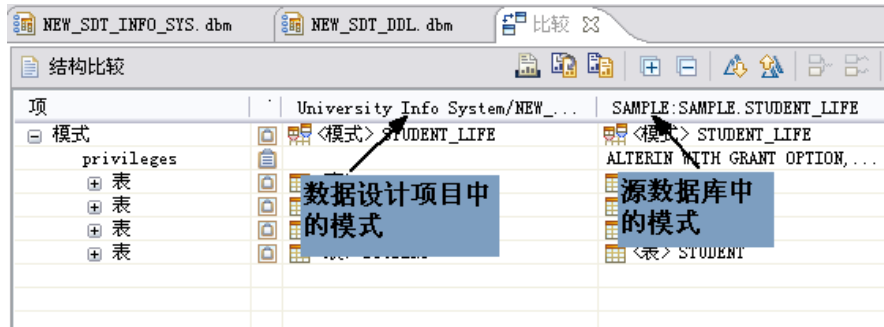 NEW_SDT_INFO_SYS.dbm
NEW_SDT_DDL.dbm
比较
结构比较
项
University Info System/NEW_...
SAMPLE:SAMPLE.STUDENT_LIFE
模式
<模式> STUDENT_LIFE
<模式> STUDENT_LIFE
privileges
ALTERIN WITH GRANT OPTION,...
表
表
表
表
<表> STUDENT
数据设计项目中
的模式
源数据库中
的模式